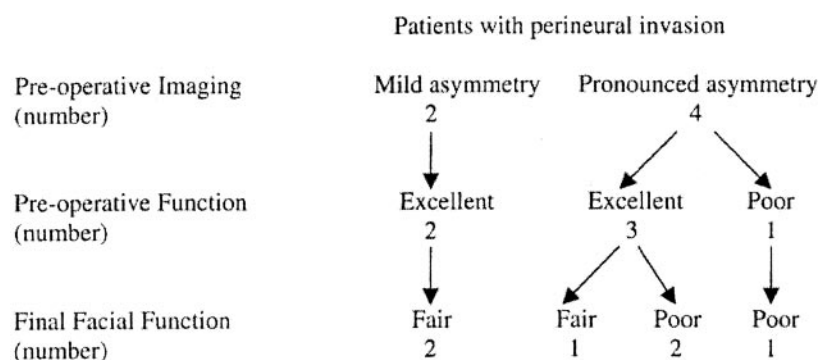 Patients with perineural invasion
Pre-operative Imaging Mild asymmetry Pronounced asymmetry
(number) 2 4
Pre-operative Function Excellent Excellent Poor
(number) 2 3 1
Final Facial Function Fair Fair Poor Poor
(number) 2 1 2 1